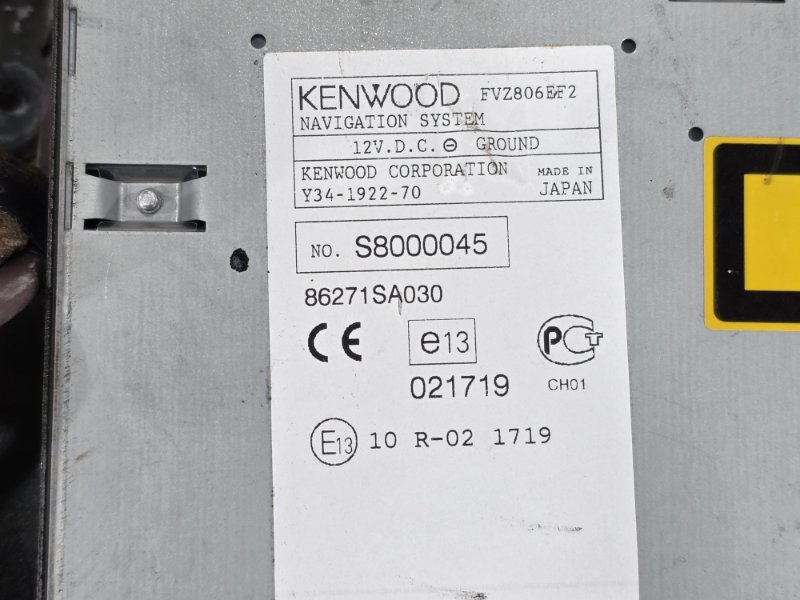 KENWOOD FVZ806EF2
NAVIGATION SYSTEM
12V.D.C. ⊖ GROUND
KENWOOD CORPORATION MADE IN
Y34-1922-70 JAPAN
NO. S8000045
86271SA030
CE e13 PCT
021719 CH01
E13 10 R-02 1719